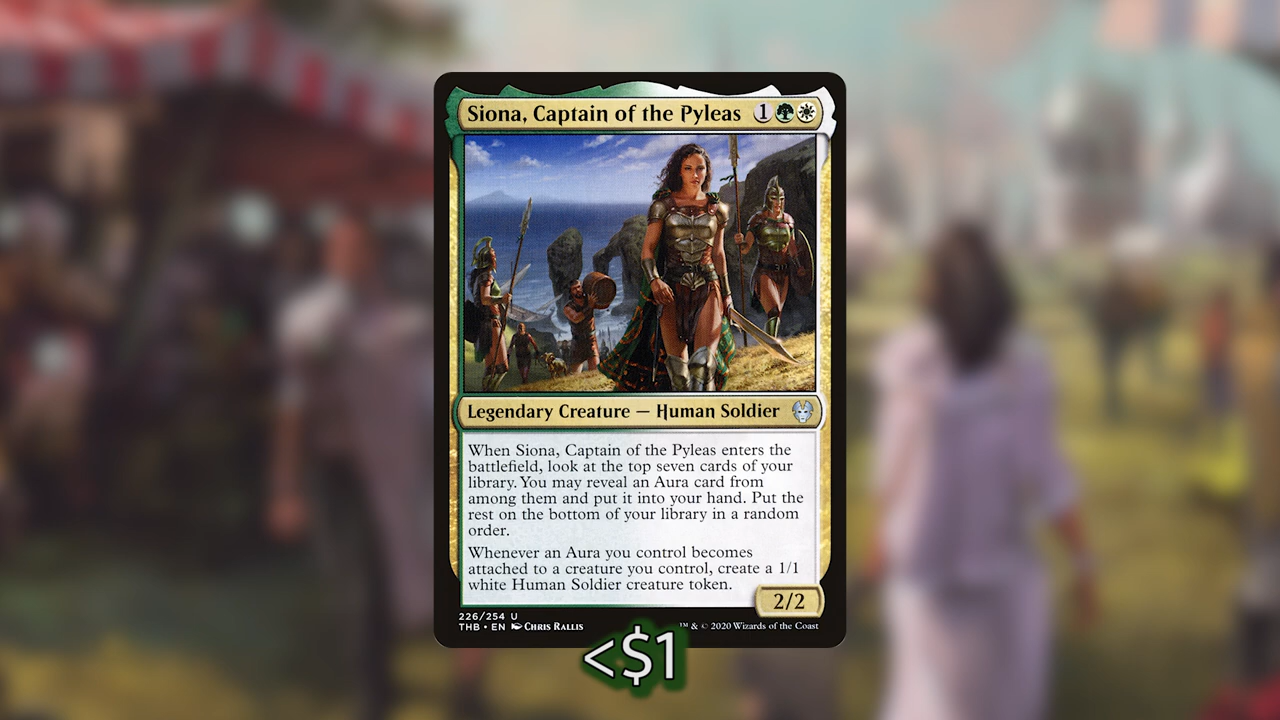 Siona, Captain of the Pyleas 1
Legendary Creature — Human Soldier
When Siona, Captain of the Pyleas enters the
battlefield, look at the top seven cards of your
library. You may reveal an Aura card from
among them and put it into your hand. Put the
rest on the bottom of your library in a random
order.
Whenever an Aura you control becomes
attached to a creature you control, create a 1/1
white Human Soldier creature token.
2/2
226/254 U
THB • EN Chris Rallis
™ & © 2020 Wizards of the Coast
<$1